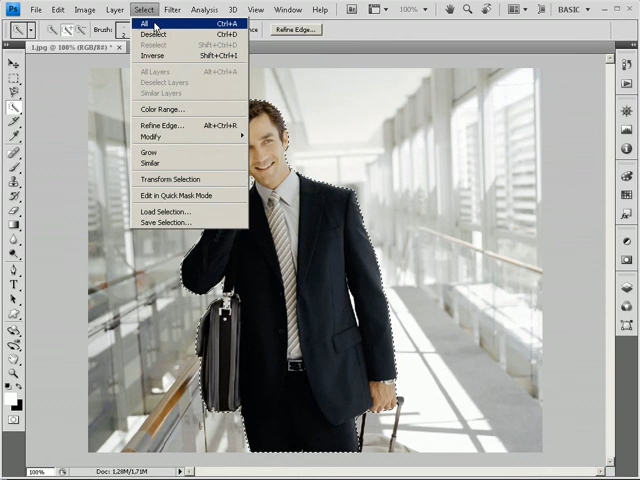 Ps File Edit Image Layer Select Filter Analysis 3D View Window Help 100% BASIC
Brush: 2 Refine Edge...
1.jpg @ 100% (RGB/8#) * ×
All Ctrl+A
Deselect Ctrl+D
Reselect Shift+Ctrl+D
Inverse Shift+Ctrl+I
All Layers Alt+Ctrl+A
Deselect Layers
Similar Layers
Color Range...
Refine Edge... Alt+Ctrl+R
Modify
Grow
Similar
Transform Selection
Edit in Quick Mask Mode
Load Selection...
Save Selection...
100% Doc: 1,28M/1,71M